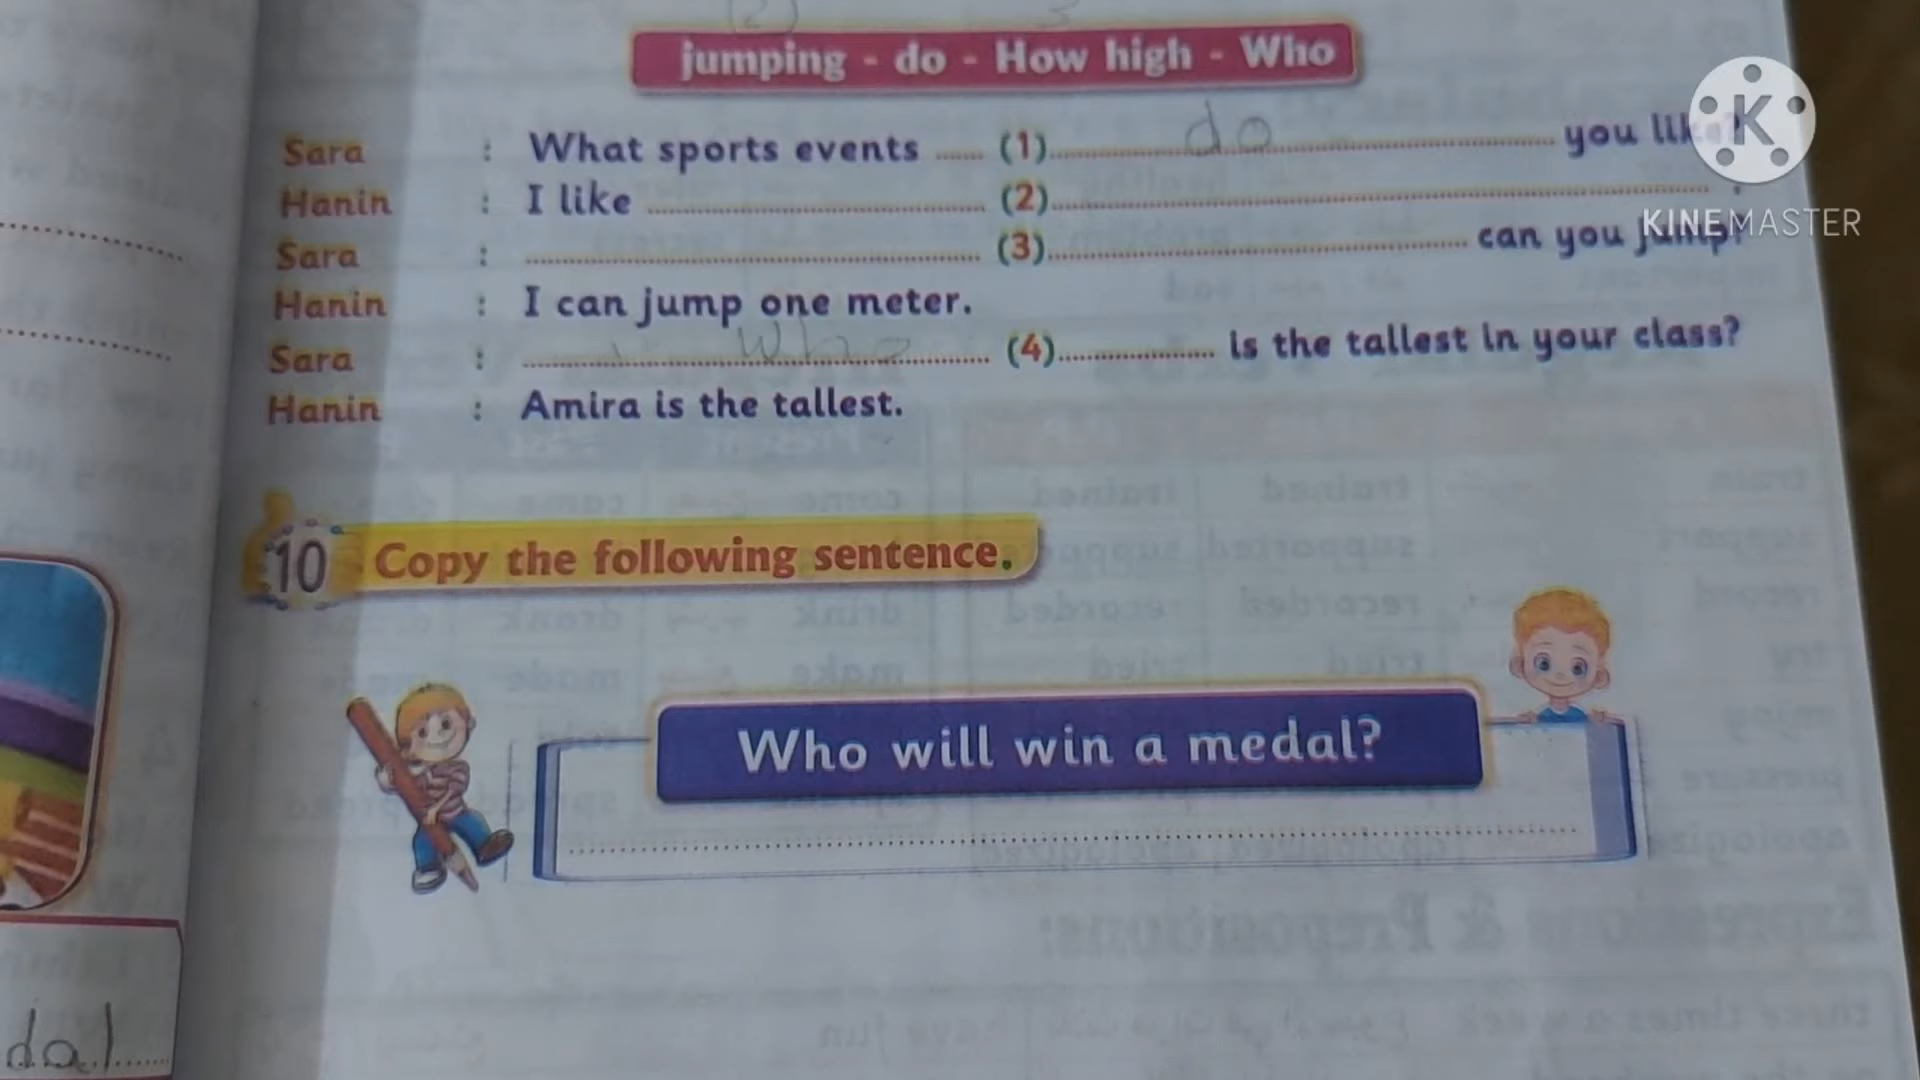 (2) 3
jumping - do - How high - Who
Sara : What sports events ...... (1) do you like?
Hanin : I like ...... (2) ...... .
Sara : ...... (3) ...... can you jump?
Hanin : I can jump one meter.
Sara : who (4) ...... is the tallest in your class?
Hanin : Amira is the tallest.
10 Copy the following sentence.
Who will win a medal?
dal
K
KINEMASTER